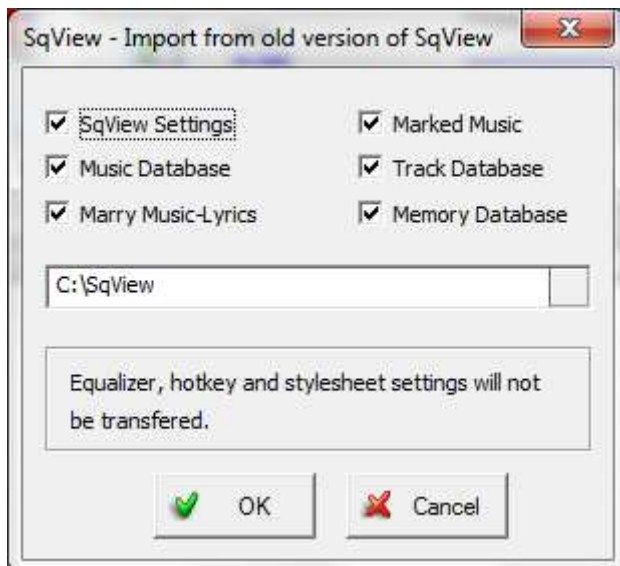 SqView - Import from old version of SqView
SqView Settings
Marked Music
Music Database
Track Database
Marry Music-Lyrics
Memory Database
C:\SqView
Equalizer, hotkey and stylesheet settings will not
be transfered.
OK
Cancel